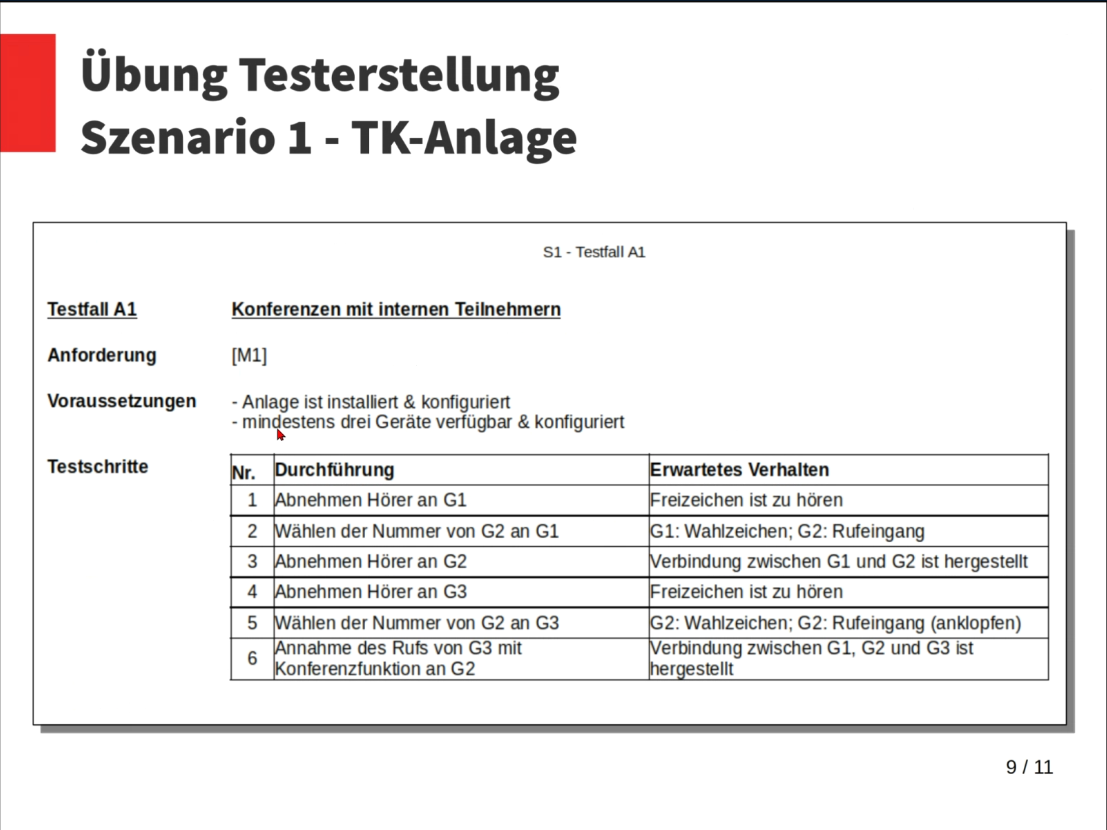 Übung Testerstellung
Szenario 1 - TK-Anlage
S1 - Testfall A1
Testfall A1 Konferenzen mit internen Teilnehmern
Anforderung [M1]
Voraussetzungen - Anlage ist installiert & konfiguriert
- mindestens drei Geräte verfügbar & konfiguriert
Testschritte
Nr. Durchführung Erwartetes Verhalten
1 Abnehmen Hörer an G1 Freizeichen ist zu hören
2 Wählen der Nummer von G2 an G1 G1: Wahlzeichen; G2: Rufeingang
3 Abnehmen Hörer an G2 Verbindung zwischen G1 und G2 ist hergestellt
4 Abnehmen Hörer an G3 Freizeichen ist zu hören
5 Wählen der Nummer von G2 an G3 G2: Wahlzeichen; G2: Rufeingang (anklopfen)
6 Annahme des Rufs von G3 mit Konferenzfunktion an G2 Verbindung zwischen G1, G2 und G3 ist hergestellt
9 / 11